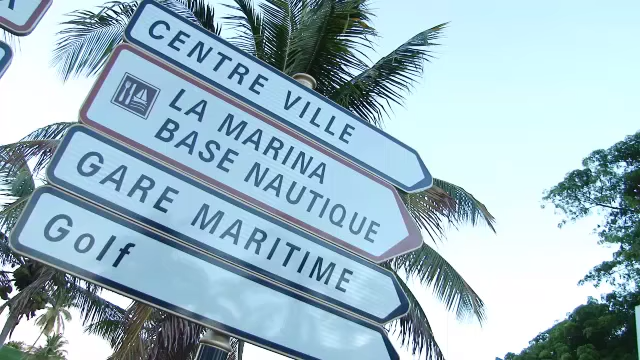 CENTRE VILLE
LA MARINA
BASE NAUTIQUE
GARE MARITIME
Golf